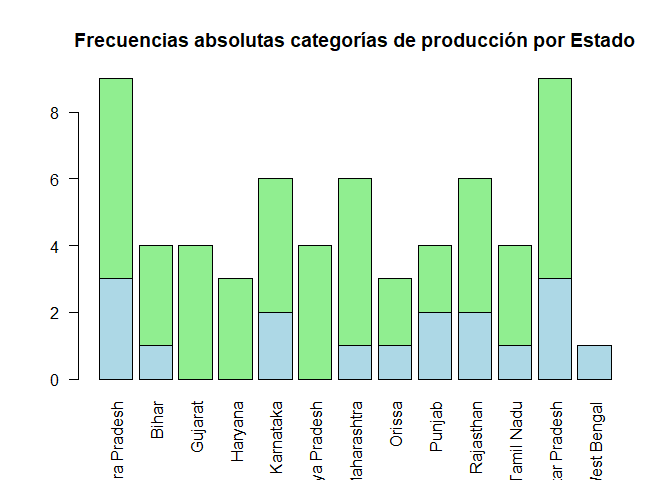 Frecuencias absolutas categorías de producción por Estado
8
6
4
2
0
ra Pradesh
Bihar
Gujarat
Haryana
Karnataka
ya Pradesh
Maharashtra
Orissa
Punjab
Rajasthan
Tamil Nadu
tar Pradesh
West Bengal